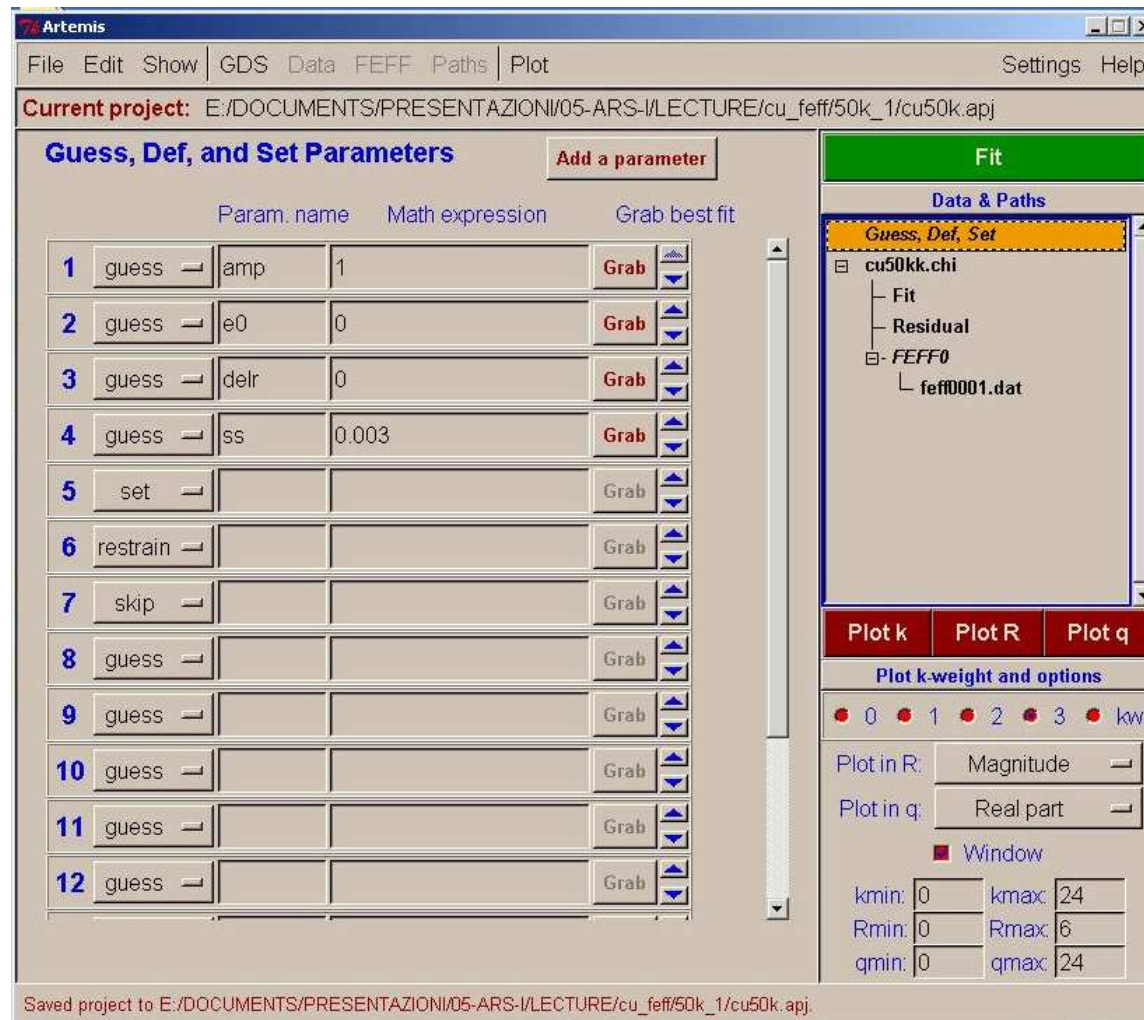 Artemis
File Edit Show GDS Data FEFF Paths Plot Settings Help
Current project: E:/DOCUMENTS/PRESENTAZIONI/05-ARS-I/LECTURE/cu_feff/50k_1/cu50k.apj
Guess, Def, and Set Parameters
Add a parameter
Param. name Math expression Grab best fit
1 guess amp 1 Grab
2 guess e0 0 Grab
3 guess delr 0 Grab
4 guess ss 0.003 Grab
5 set Grab
6 restrain Grab
7 skip Grab
8 guess Grab
9 guess Grab
10 guess Grab
11 guess Grab
12 guess Grab
Fit
Data & Paths
Guess, Def, Set
cu50kk.chi
Fit
Residual
FEFF0
feff0001.dat
Plot k Plot R Plot q
Plot k-weight and options
0 1 2 3 kw
Plot in R: Magnitude
Plot in q: Real part
Window
kmin: 0 kmax: 24
Rmin: 0 Rmax: 6
qmin: 0 qmax: 24
Saved project to E:/DOCUMENTS/PRESENTAZIONI/05-ARS-I/LECTURE/cu_feff/50k_1/cu50k.apj.